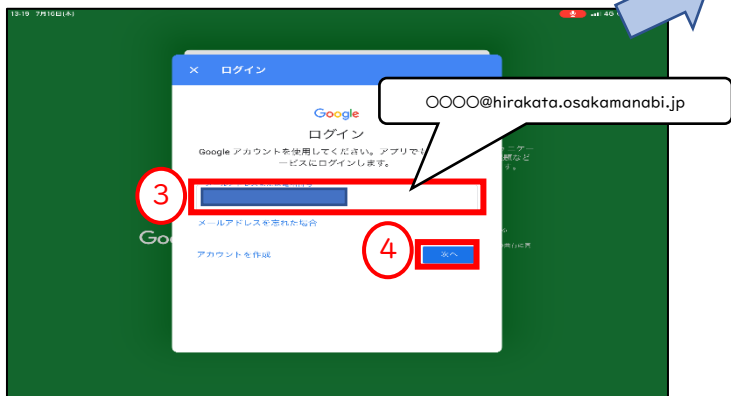 13:19 7月16日(木)
4G
× ログイン
Google
ログイン
Google アカウントを使用してください。アプリで
ービスにログインします。
〇〇〇〇@hirakata.osakamanabi.jp
③
メールアドレスを忘れた場合
Go
④
アカウントを作成
次へ